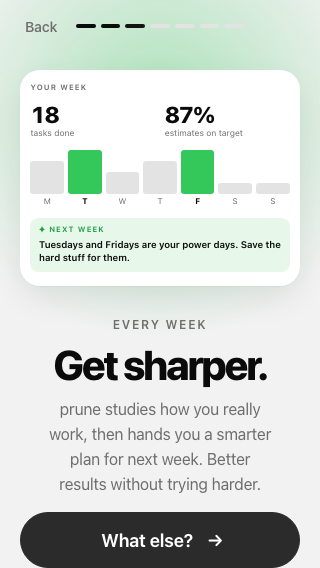 Back
YOUR WEEK
18
87%
tasks done
estimates on target
M T W T F S S
✦ NEXT WEEK
Tuesdays and Fridays are your power days. Save the
hard stuff for them.
EVERY WEEK
Get sharper.
prune studies how you really
work, then hands you a smarter
plan for next week. Better
results without trying harder.
What else? →